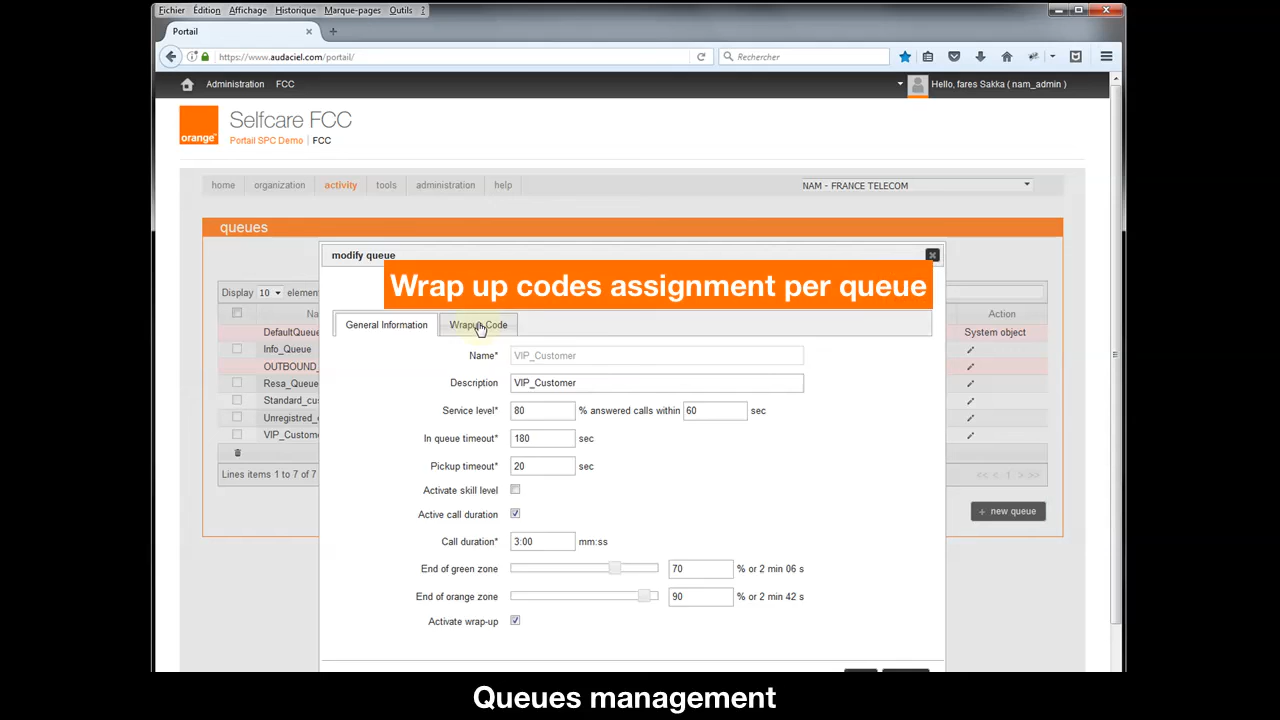 Fichier Édition Affichage Historique Marque-pages Outils ?
Portail
https://www.audaciel.com/portail/ Rechercher
Administration FCC Hello, fares Sakka ( nam_admin )
orange™
Selfcare FCC
Portail SPC Demo | FCC
home organization activity tools administration help NAM - FRANCE TELECOM
queues
modify queue
Wrap up codes assignment per queue
Display 10 elemen
Na Action
General Information Wrapup Code
DefaultQueue System object
Info_Queue
OUTBOUND_
Resa_Queue
Standard_cus
Unregistred_
VIP_Custome
Lines items 1 to 7 of 7 << < 1 > >>
+ new queue
Name* VIP_Customer
Description VIP_Customer
Service level* 80 % answered calls within 60 sec
In queue timeout* 180 sec
Pickup timeout* 20 sec
Activate skill level
Active call duration
Call duration* 3:00 mm:ss
End of green zone 70 % or 2 min 06 s
End of orange zone 90 % or 2 min 42 s
Activate wrap-up
Queues management